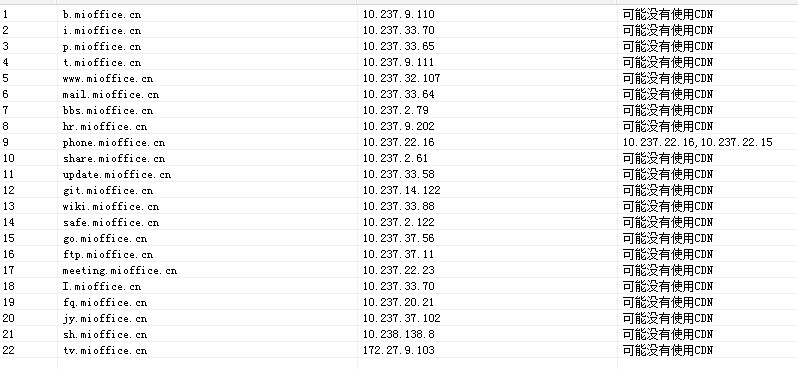 1 b.mioffice.cn 10.237.9.110 可能没有使用CDN
2 i.mioffice.cn 10.237.33.70 可能没有使用CDN
3 p.mioffice.cn 10.237.33.65 可能没有使用CDN
4 t.mioffice.cn 10.237.9.111 可能没有使用CDN
5 www.mioffice.cn 10.237.32.107 可能没有使用CDN
6 mail.mioffice.cn 10.237.33.64 可能没有使用CDN
7 bbs.mioffice.cn 10.237.2.79 可能没有使用CDN
8 hr.mioffice.cn 10.237.9.202 可能没有使用CDN
9 phone.mioffice.cn 10.237.22.16 10.237.22.16,10.237.22.15
10 share.mioffice.cn 10.237.2.61 可能没有使用CDN
11 update.mioffice.cn 10.237.33.58 可能没有使用CDN
12 git.mioffice.cn 10.237.14.122 可能没有使用CDN
13 wiki.mioffice.cn 10.237.33.88 可能没有使用CDN
14 safe.mioffice.cn 10.237.2.122 可能没有使用CDN
15 go.mioffice.cn 10.237.37.56 可能没有使用CDN
16 ftp.mioffice.cn 10.237.37.11 可能没有使用CDN
17 meeting.mioffice.cn 10.237.22.23 可能没有使用CDN
18 I.mioffice.cn 10.237.33.70 可能没有使用CDN
19 fq.mioffice.cn 10.237.20.21 可能没有使用CDN
20 jy.mioffice.cn 10.237.37.102 可能没有使用CDN
21 sh.mioffice.cn 10.238.138.8 可能没有使用CDN
22 tv.mioffice.cn 172.27.9.103 可能没有使用CDN